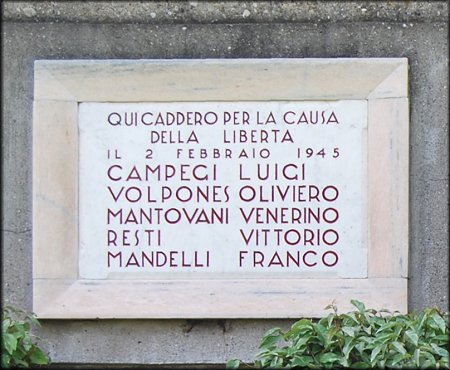 QUI CADDERO PER LA CAUSA
DELLA LIBERTA
IL 2 FEBBRAIO 1945
CAMPEGI LUIGI
VOLPONES OLIVIERO
MANTOVANI VENERINO
RESTI VITTORIO
MANDELLI FRANCO